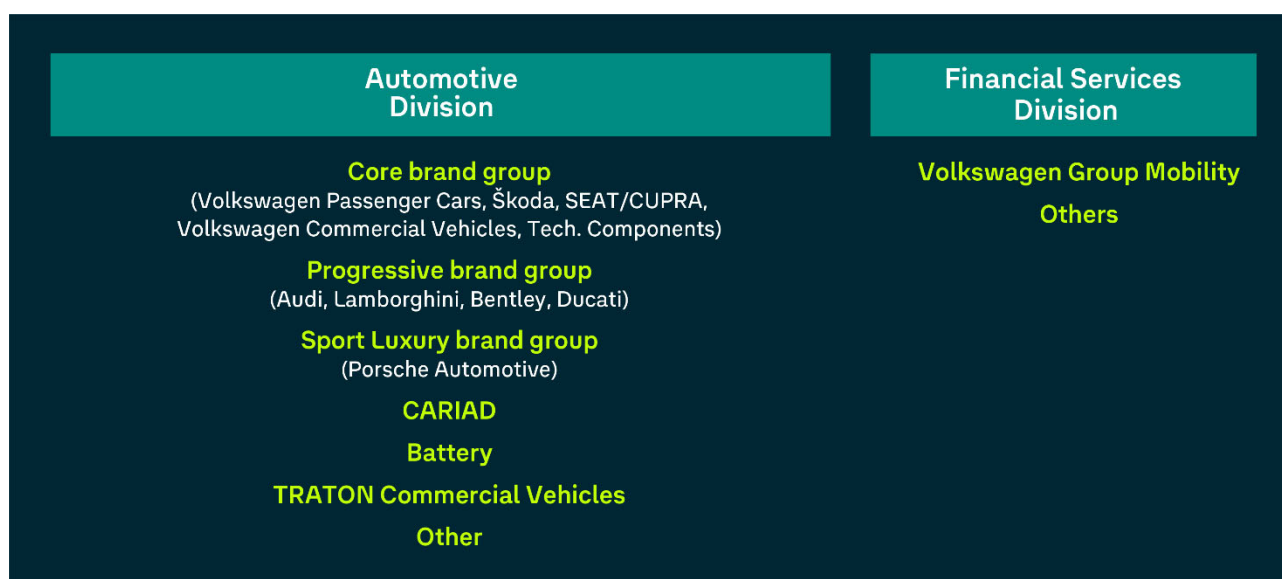 Automotive
Division
Core brand group
(Volkswagen Passenger Cars, Škoda, SEAT/CUPRA,
Volkswagen Commercial Vehicles, Tech. Components)
Progressive brand group
(Audi, Lamborghini, Bentley, Ducati)
Sport Luxury brand group
(Porsche Automotive)
CARIAD
Battery
TRATON Commercial Vehicles
Other
Financial Services
Division
Volkswagen Group Mobility
Others